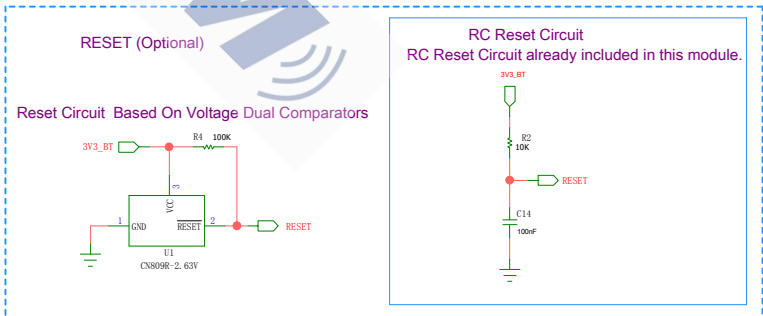 RESET (Optional)
Reset Circuit Based On Voltage Dual Comparators
R4 100K
3V3_BT
3
VCC
1
GND
RESET
2
RESET
U1
CN809R-2.63V
RC Reset Circuit
RC Reset Circuit already included in this module.
3V3_BT
R2
10K
RESET
C14
100nF